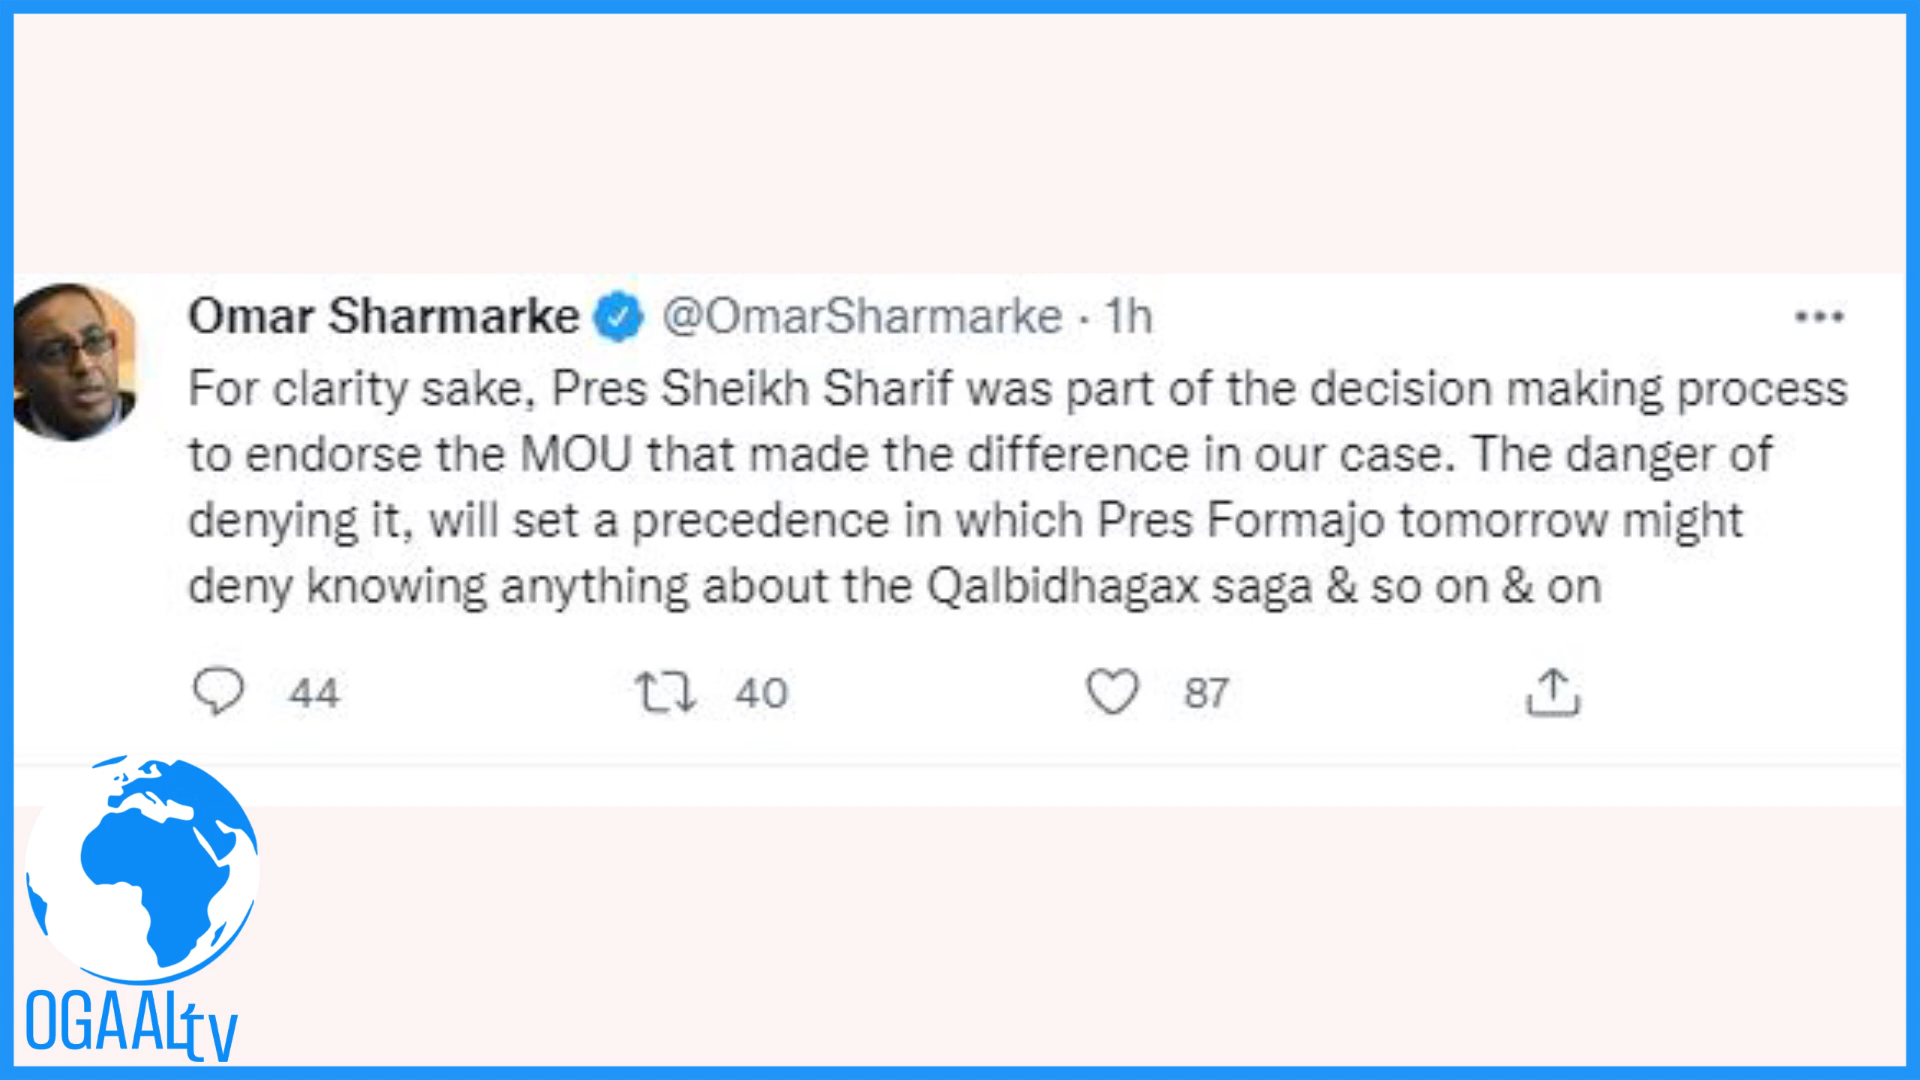 Omar Sharmarke @OmarSharmarke · 1h
For clarity sake, Pres Sheikh Sharif was part of the decision making process
to endorse the MOU that made the difference in our case. The danger of
denying it, will set a precedence in which Pres Formajo tomorrow might
deny knowing anything about the Qalbidhagax saga & so on & on
44 40 87
OGAALtv